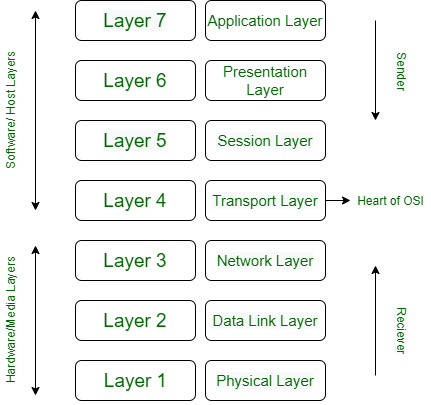 Layer 7
Application Layer
Layer 6
Presentation
Layer
Layer 5
Session Layer
Layer 4
Transport Layer
Heart of OSI
Layer 3
Network Layer
Layer 2
Data Link Layer
Layer 1
Physical Layer
Software/ Host Layers
Hardware/Media Layers
Sender
Reciever